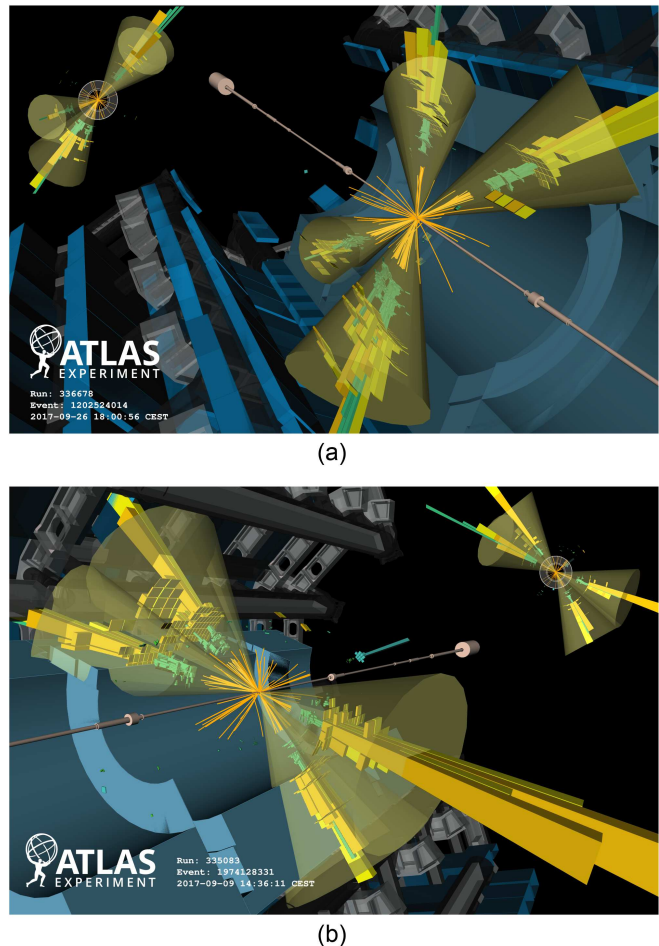 ATLAS
EXPERIMENT
Run: 336678
Event: 1202524014
2017-09-26 18:00:56 CEST
(a)
ATLAS
EXPERIMENT
Run: 335083
Event: 1974128331
2017-09-09 14:36:11 CEST
(b)